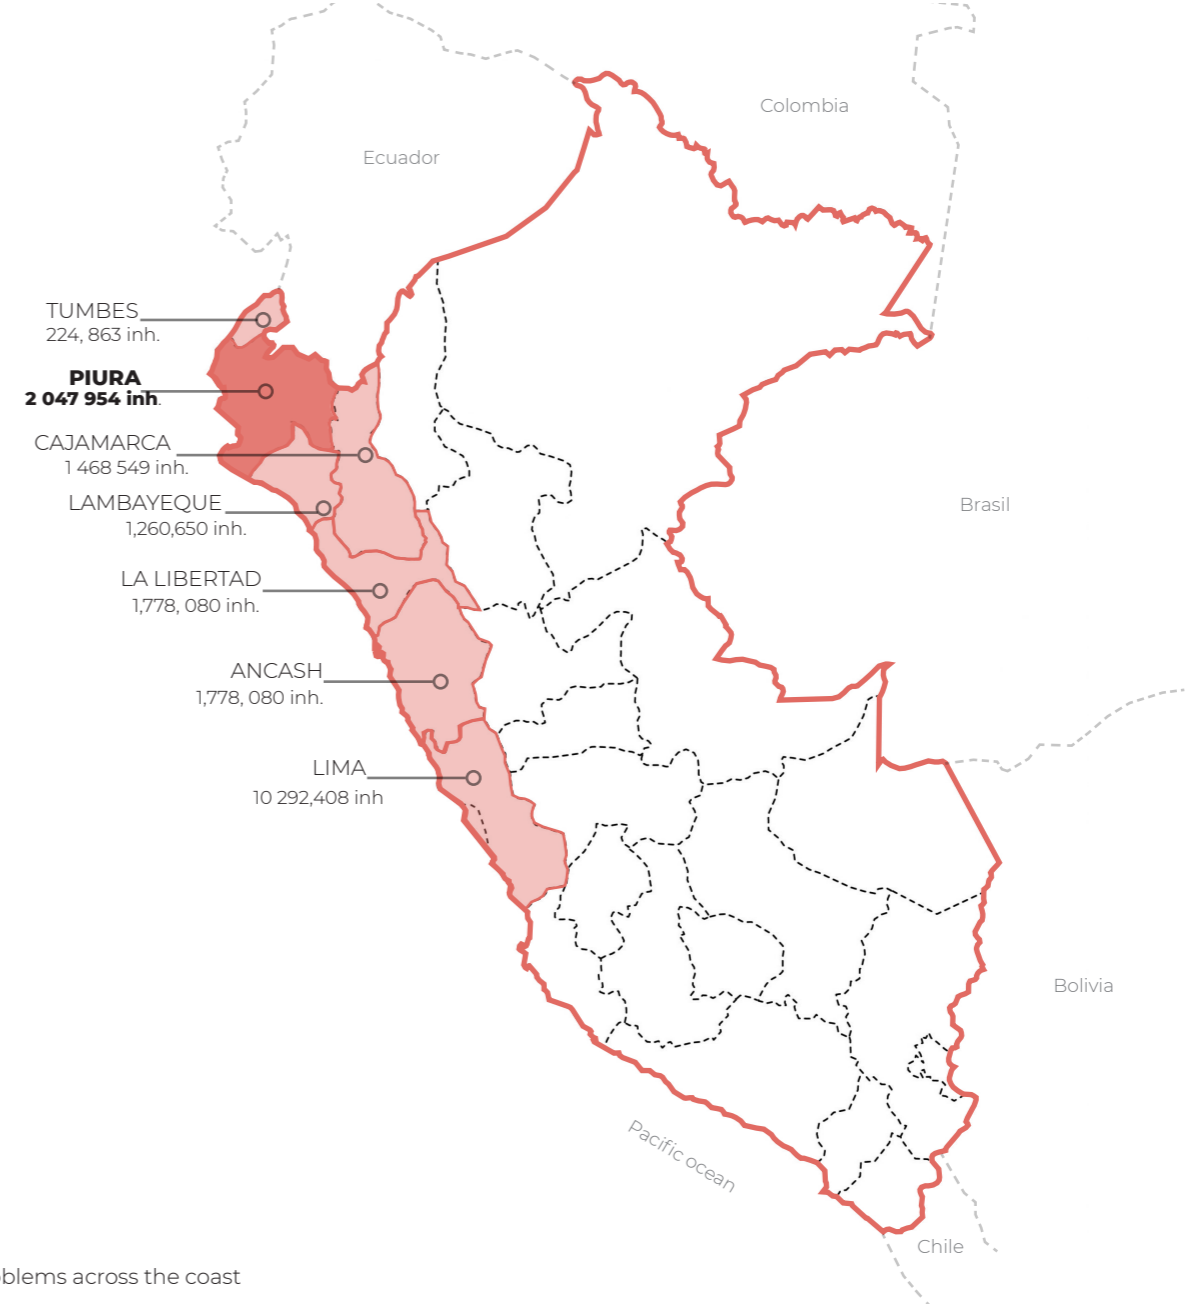 Colombia
Ecuador
TUMBES
224, 863 inh.
PIURA
2 047 954 inh.
CAJAMARCA
1 468 549 inh.
LAMBAYEQUE
1,260,650 inh.
Brasil
LA LIBERTAD
1,778, 080 inh.
ANCASH
1,778, 080 inh.
LIMA
10 292,408 inh
Bolivia
Pacific ocean
Chile
across the coast